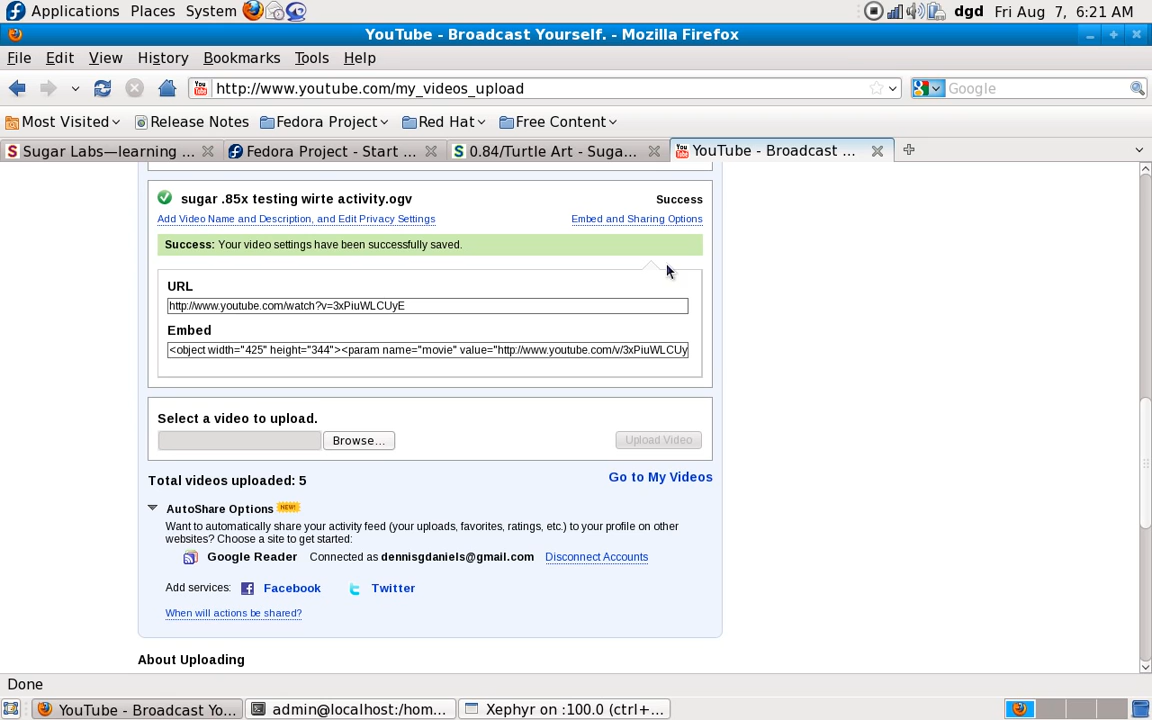 Applications Places System dgd Fri Aug 7, 6:21 AM
YouTube - Broadcast Yourself. - Mozilla Firefox
File Edit View History Bookmarks Tools Help
You Tube http://www.youtube.com/my_videos_upload Google
Most Visited Release Notes Fedora Project Red Hat Free Content
Sugar Labs—learning ... Fedora Project - Start ... 0.84/Turtle Art - Suga... YouTube - Broadcast ...
sugar .85x testing wirte activity.ogv Success
Add Video Name and Description, and Edit Privacy Settings Embed and Sharing Options
Success: Your video settings have been successfully saved.
URL
http://www.youtube.com/watch?v=3xPiuWLCUyE
Embed
<object width="425" height="344"><param name="movie" value="http://www.youtube.com/v/3xPiuWLCUy
Select a video to upload.
Browse... Upload Video
Total videos uploaded: 5 Go to My Videos
AutoShare Options NEW!
Want to automatically share your activity feed (your uploads, favorites, ratings, etc.) to your profile on other
websites? Choose a site to get started:
Google Reader Connected as dennisgdaniels@gmail.com Disconnect Accounts
Add services: Facebook Twitter
When will actions be shared?
About Uploading
Done
YouTube - Broadcast Yo... admin@localhost:/hom... Xephyr on :100.0 (ctrl+...